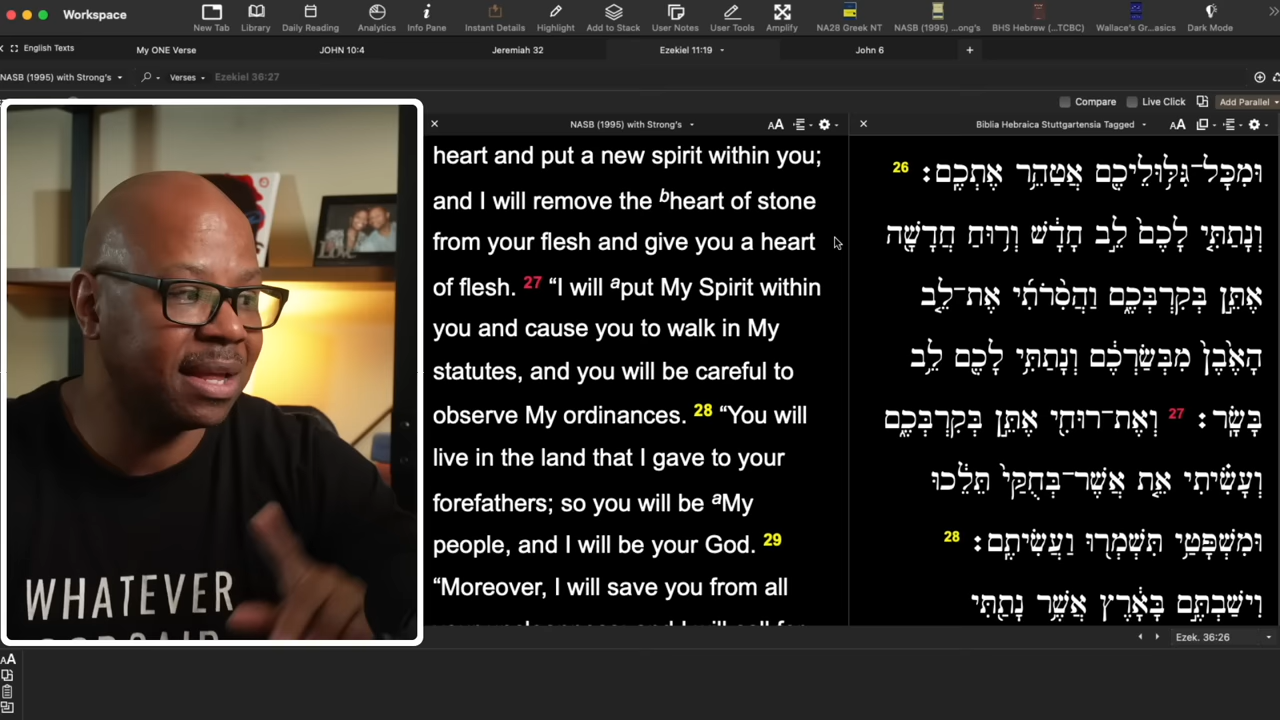 Workspace
New Tab
Library
Daily Reading
Analytics
Info Pane
Instant Details
Highlight
Add to Stack
User Notes
User Tools
Amplify
NA28 Greek NT
NASB (1995) ...ong's
BHS Hebrew (...TCBC)
Wallace's Gr...asics
Dark Mode
English Texts
My ONE Verse
JOHN 10:4
Jeremiah 32
Ezekiel 11:19
John 6
NASB (1995) with Strong's
Verses
Ezekiel 36:27
Compare
Live Click
Add Parallel
NASB (1995) with Strong's
heart and put a new spirit within you;
and I will remove the bheart of stone
from your flesh and give you a heart
of flesh. 27 “I will aput My Spirit within
you and cause you to walk in My
statutes, and you will be careful to
observe My ordinances. 28 “You will
live in the land that I gave to your
forefathers; so you will be aMy
people, and I will be your God. 29
“Moreover, I will save you from all
Biblia Hebraica Stuttgartensia Tagged
וּמִכָּל־גִּלּוּלֵיכֶ֖ם אֲטַהֵ֥ר אֶתְכֶֽם׃ 26
וְנָתַתִּ֤י לָכֶם֙ לֵ֣ב חָדָ֔שׁ וְר֥וּחַ חֲדָשָׁ֖ה
אֶתֵּ֣ן בְּקִרְבְּכֶ֑ם וַהֲסִ֨רֹתִ֜י אֶת־לֵ֤ב
הָאֶ֙בֶן֙ מִבְּשַׂרְכֶ֔ם וְנָתַתִּ֥י לָכֶ֖ם לֵ֥ב
בָּשָֽׂר׃ 27 וְאֶת־רוּחִ֖י אֶתֵּ֣ן בְּקִרְבְּכֶ֑ם
וְעָשִׂ֗יתִי אֵ֤ת אֲשֶׁר־בְּחֻקַּי֙ תֵּלֵ֔כוּ
וּמִשְׁפָּטַ֥י תִּשְׁמְר֖וּ וַעֲשִׂיתֶֽם׃ 28
וִישַׁבְתֶּ֣ם בָּאָ֔רֶץ אֲשֶׁ֥ר נָתַ֖תִּי
Ezek. 36:26
WHATEVER